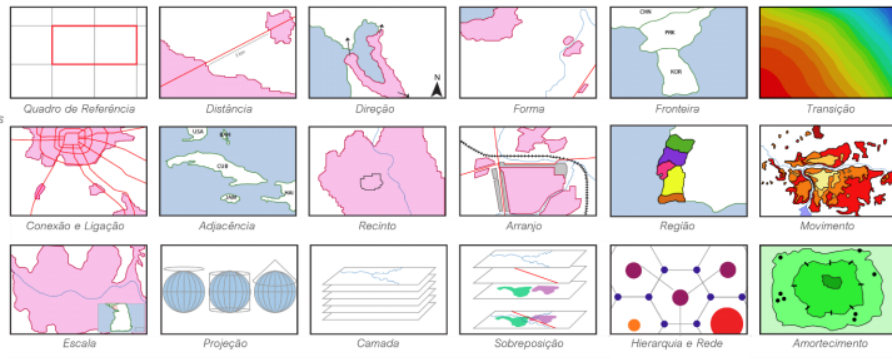 CHN
PRK
KOR
N
Quadro de Referência
Distância
Direção
Forma
Fronteira
Transição
s
USA
CUB
Conexão e Ligação
Adjacência
Recinto
Arranjo
Região
Movimento
Escala
Projeção
Camada
Sobreposição
Hierarquia e Rede
Amortecimento